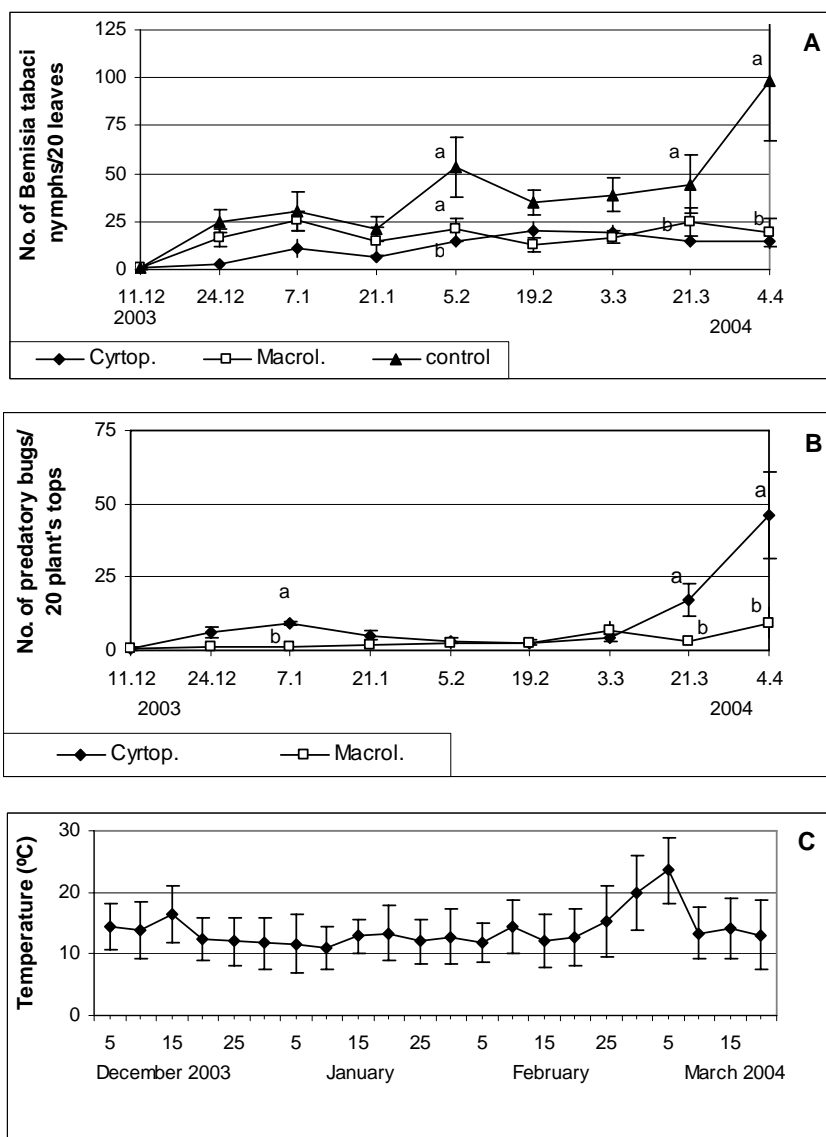 A
No. of Bemisia tabaci
nymphs/20 leaves
125
100
75
50
25
0
a
a
a
a
b
b
b
11.12 24.12 7.1 21.1 5.2 19.2 3.3 21.3 4.4
2003 2004
Cyrtop. Macrol. control
B
No. of predatory bugs/
20 plant's tops
75
50
25
0
a
b
a
b
a
b
11.12 24.12 7.1 21.1 5.2 19.2 3.3 21.3 4.4
2003 2004
Cyrtop. Macrol.
C
Temperature (ºC)
30
20
10
0
5 15 25 5 15 25 5 15 25 5 15
December 2003 January February March 2004